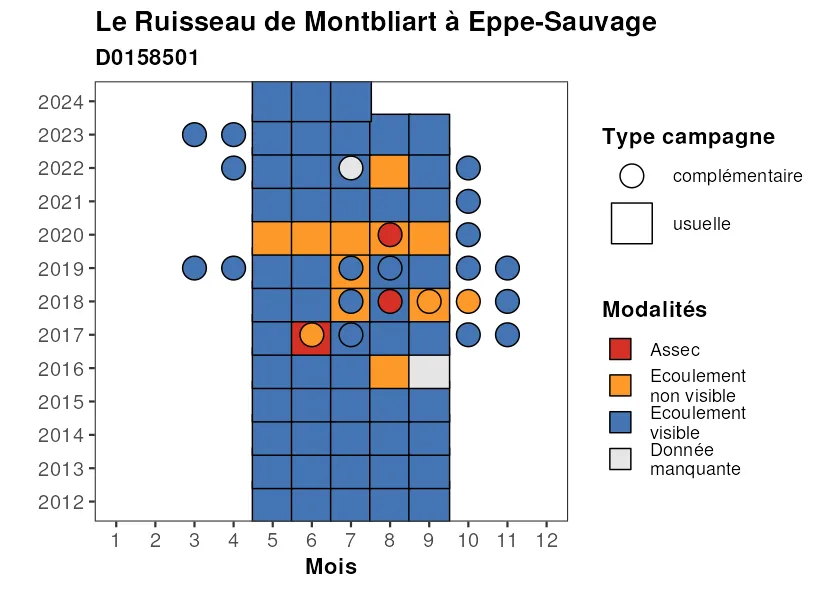 Le Ruisseau de Montbliart à Eppe-Sauvage
D0158501
2024
2023
2022
2021
2020
2019
2018
2017
2016
2015
2014
2013
2012
1 2 3 4 5 6 7 8 9 10 11 12
Mois
Type campagne
complémentaire
usuelle
Modalités
Assec
Ecoulement
non visible
Ecoulement
visible
Donnée
manquante